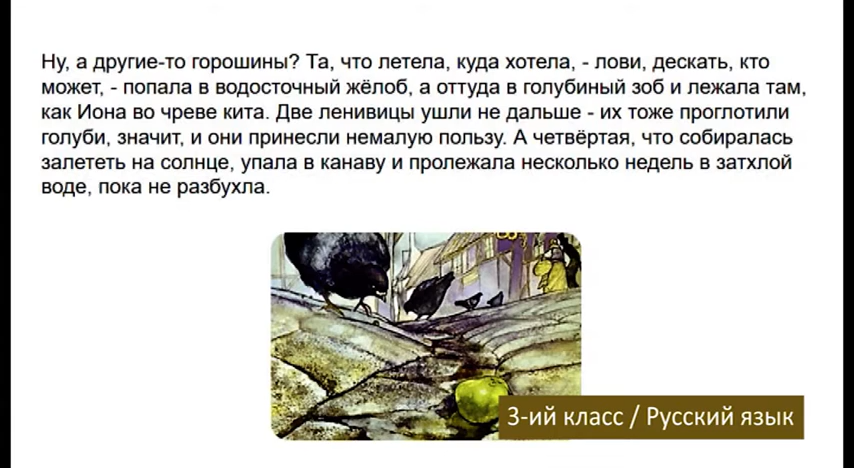 Ну, а другие-то горошины? Та, что летела, куда хотела, - лови, дескать, кто
может, - попала в водосточный жёлоб, а оттуда в голубиный зоб и лежала там,
как Иона во чреве кита. Две ленивицы ушли не дальше - их тоже проглотили
голуби, значит, и они принесли немалую пользу. А четвёртая, что собиралась
залететь на солнце, упала в канаву и пролежала несколько недель в затхлой
воде, пока не разбухла.
3-ий класс / Русский язык